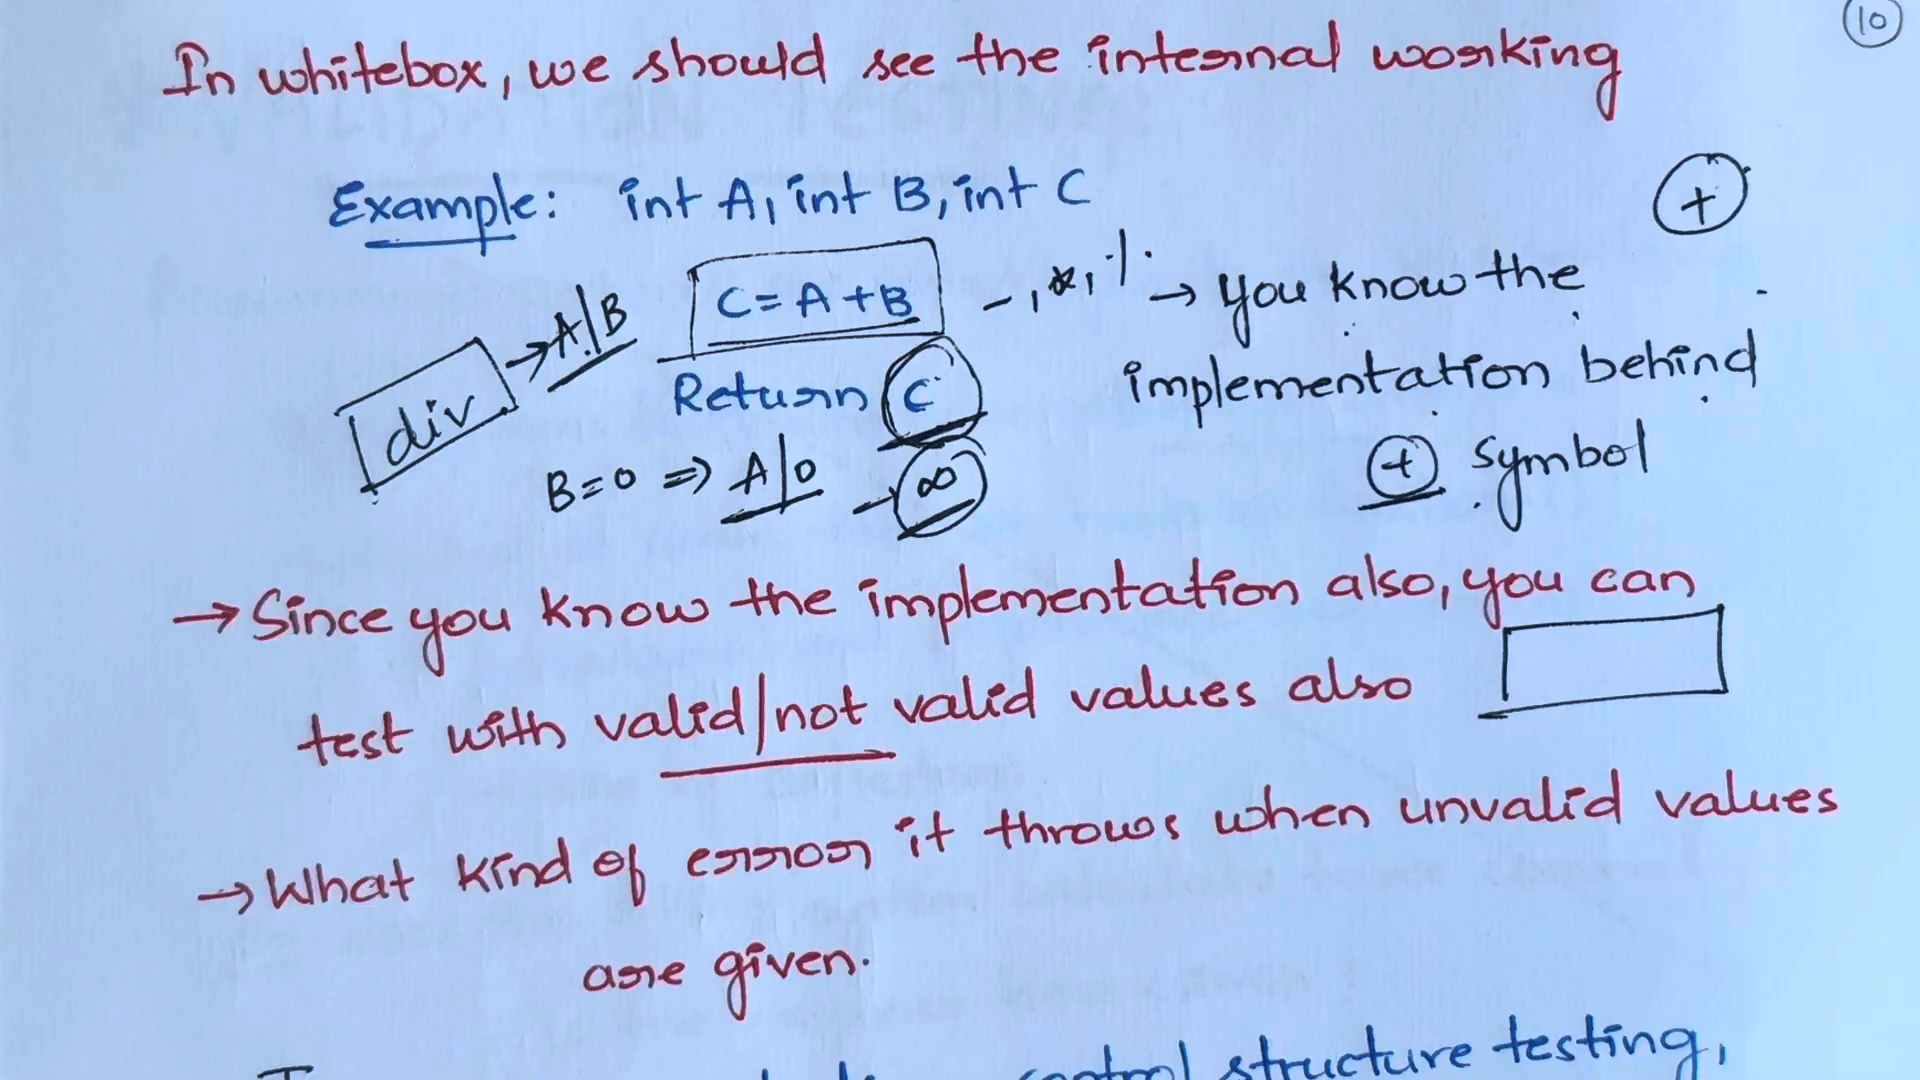 10
In whitebox, we should see the internal working
Example: int A, int B, int C
+
C = A + B
-, *, % → you know the
div → A/B
implementation behind
Return C
+ symbol
B=0 ⇒ A/0 → ∞
→ Since you know the implementation also, you can
test with valid/not valid values also
→ What kind of error it throws when unvalid values
are given.
control structure testing,